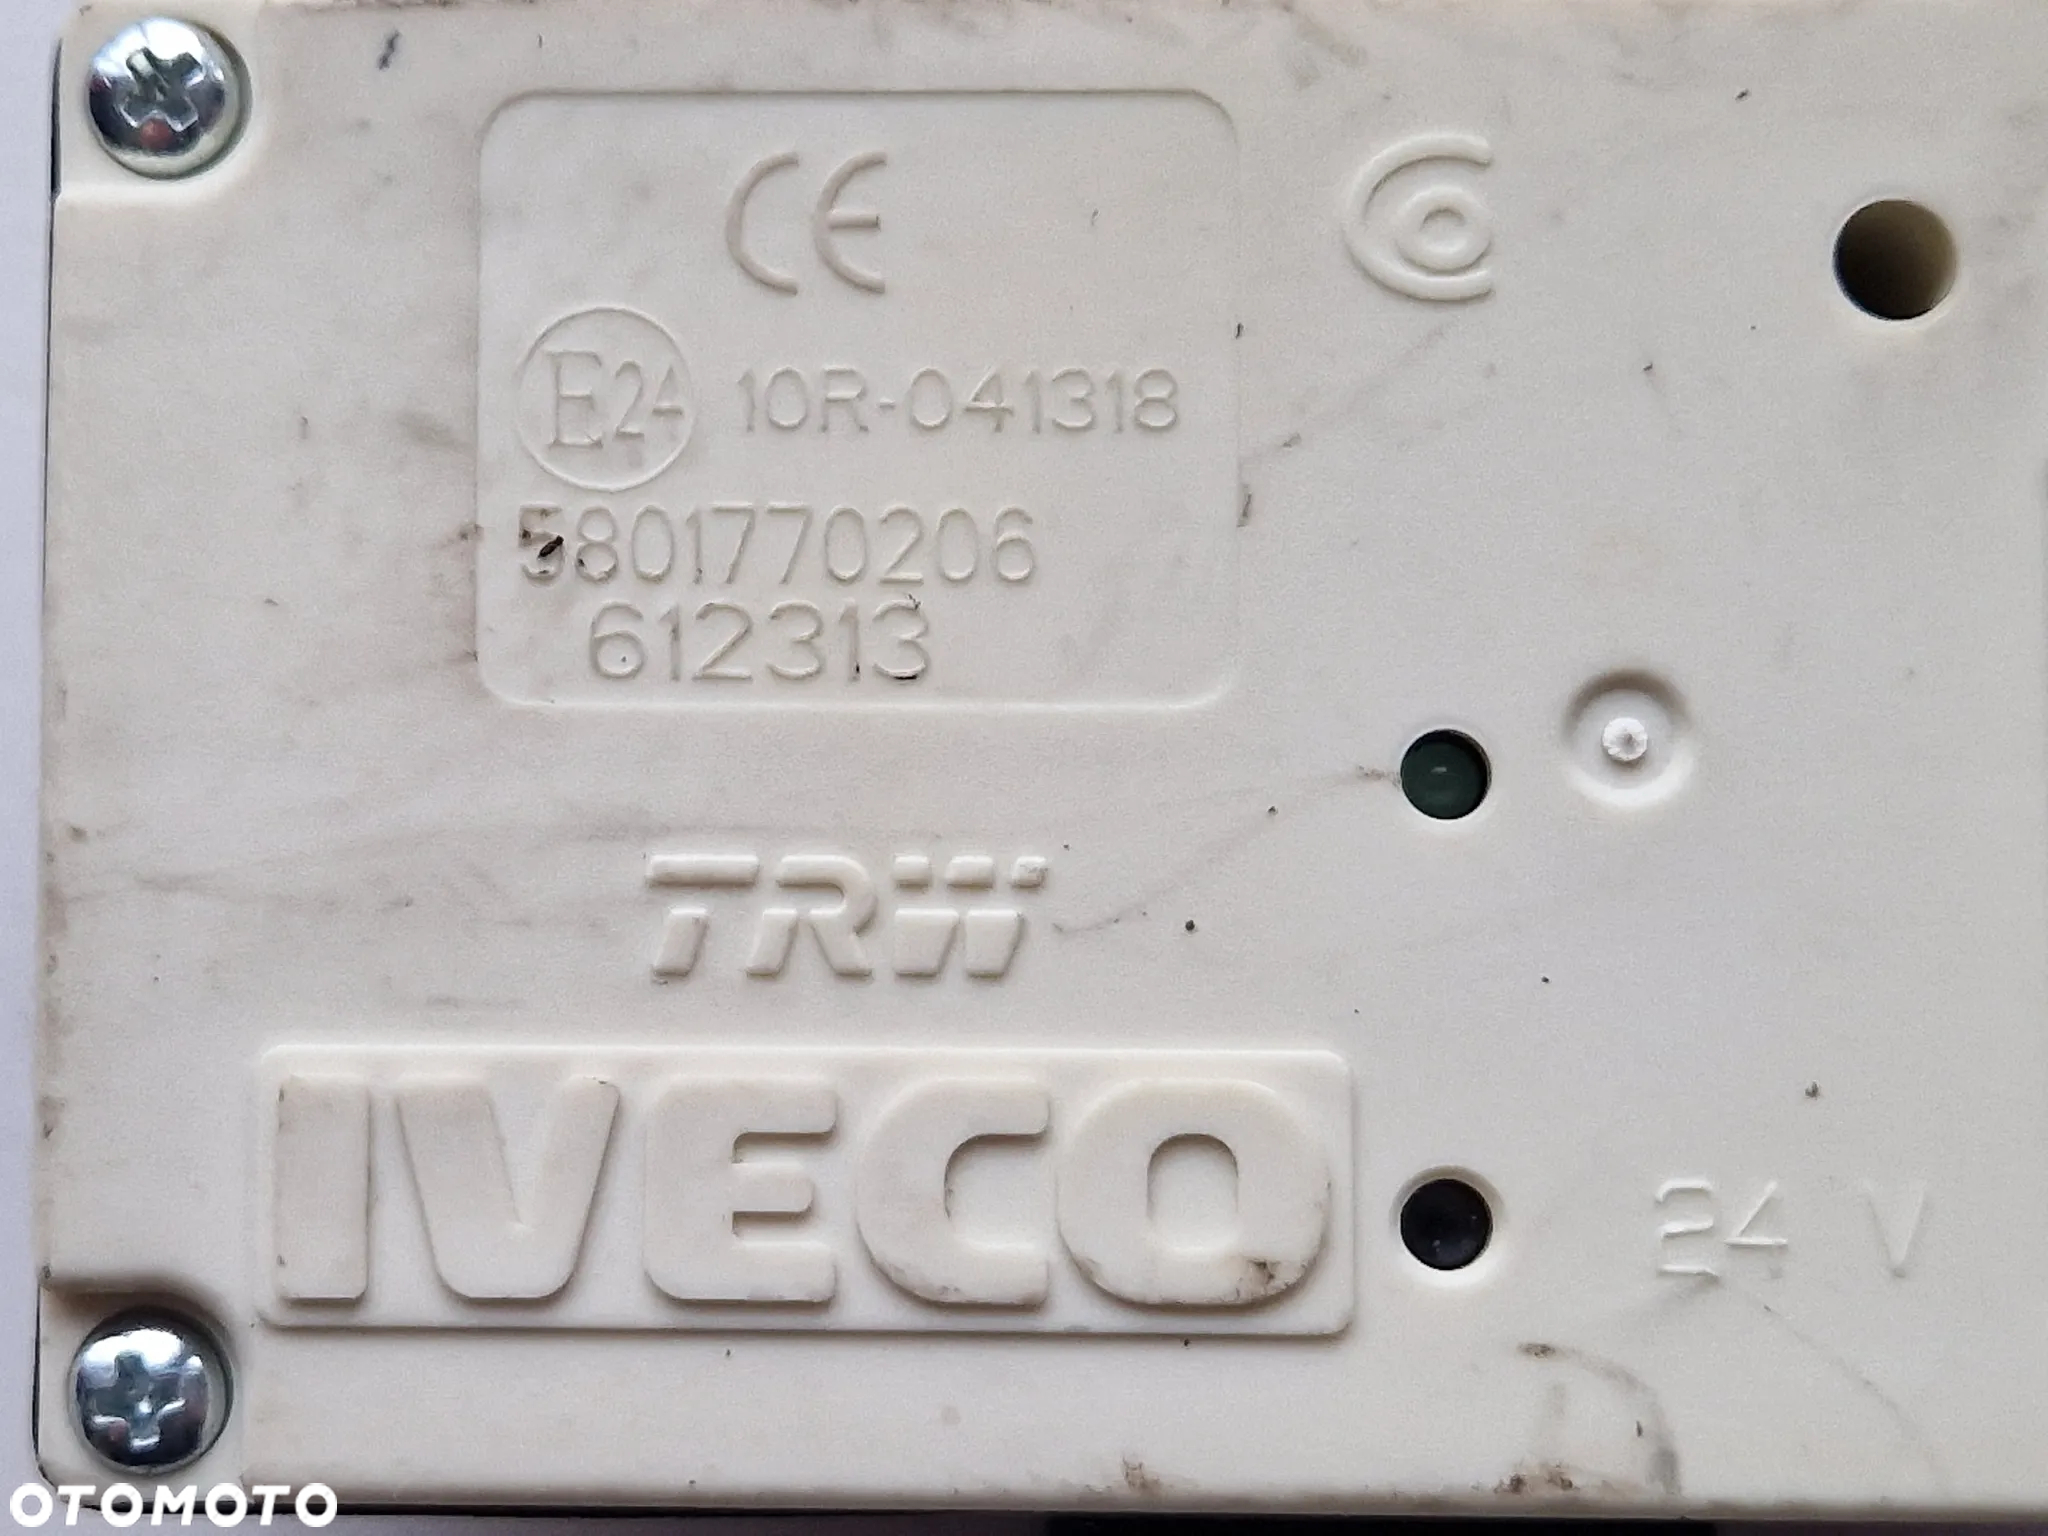 CE
E24 10R-041318
5801770206
612313
TRW
IVECO
24 V
OTOMOTO